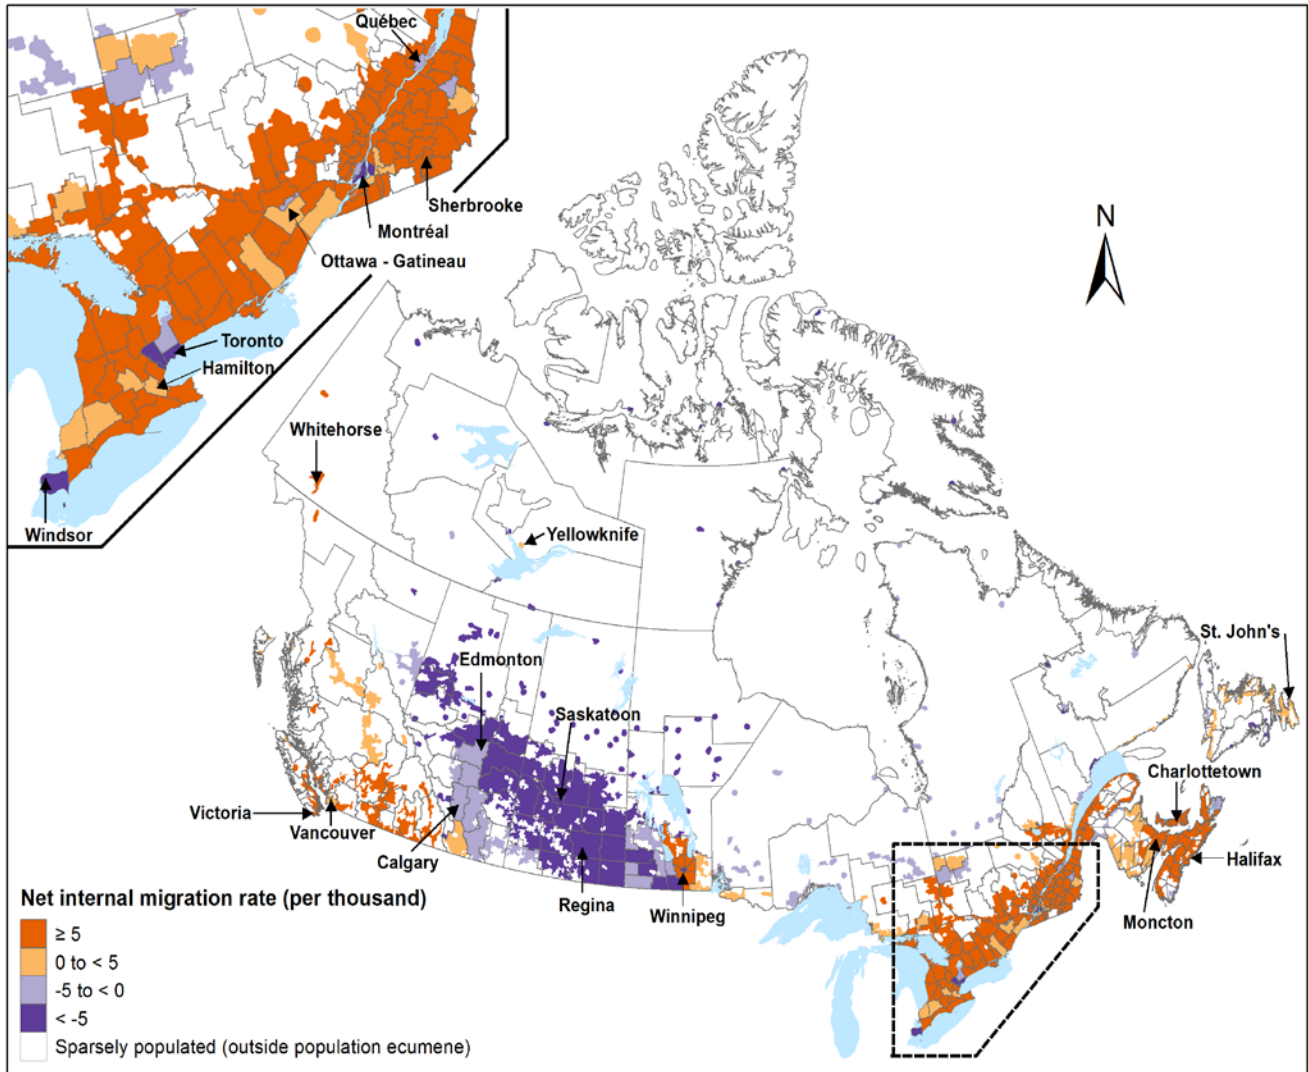 Québec
Sherbrooke
Montréal
Ottawa - Gatineau
Toronto
Hamilton
Windsor
N
Whitehorse
Yellowknife
St. John's
Edmonton
Saskatoon
Charlottetown
Victoria
Vancouver
Calgary
Halifax
Regina
Winnipeg
Moncton
Net internal migration rate (per thousand)
≥ 5
0 to < 5
-5 to < 0
< -5
Sparsely populated (outside population ecumene)